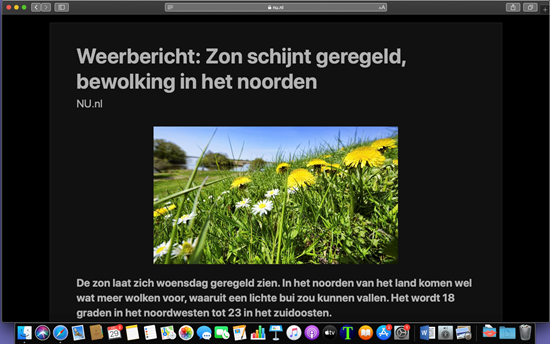 nu.nl
Weerbericht: Zon schijnt geregeld,
bewolking in het noorden
NU.nl
De zon laat zich woensdag geregeld zien. In het noorden van het land komen wel
wat meer wolken voor, waaruit een lichte bui zou kunnen vallen. Het wordt 18
graden in het noordwesten tot 23 in het zuidoosten.